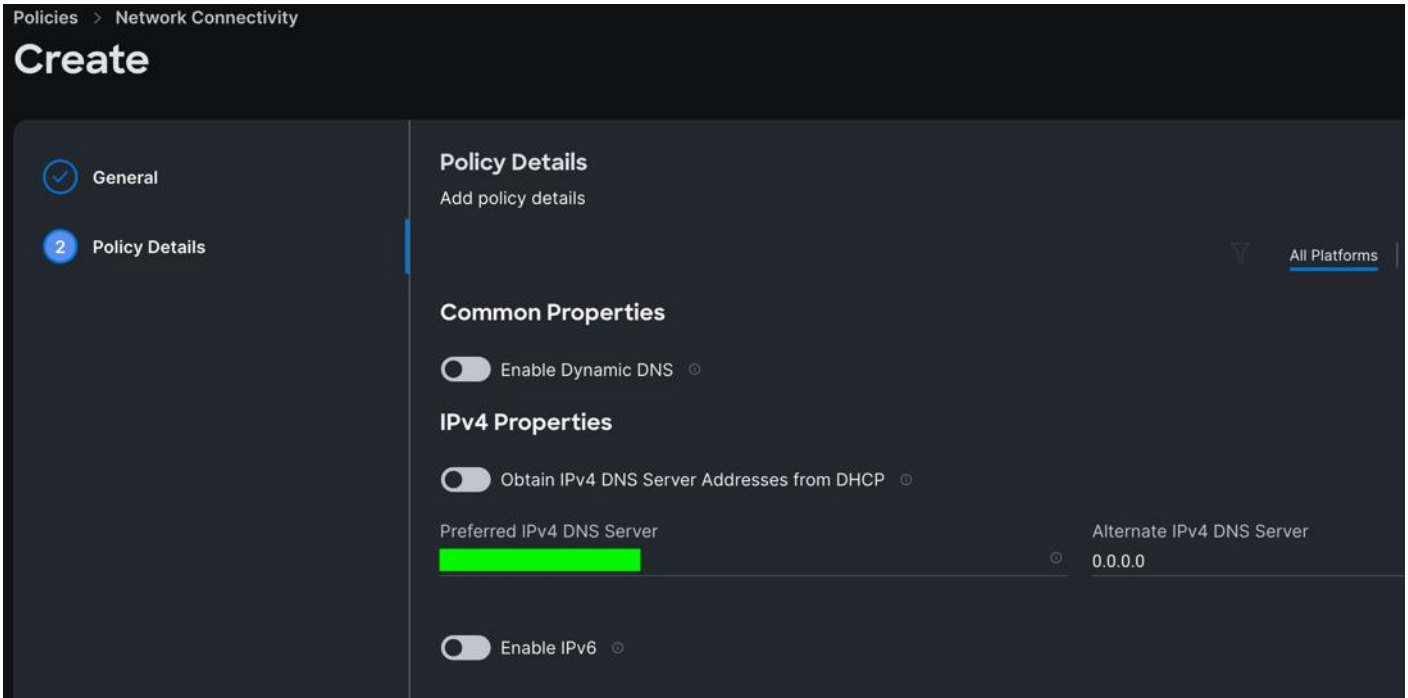 Policies > Network Connectivity
Create
General
2 Policy Details
Policy Details
Add policy details
All Platforms
Common Properties
Enable Dynamic DNS
IPv4 Properties
Obtain IPv4 DNS Server Addresses from DHCP
Preferred IPv4 DNS Server
Alternate IPv4 DNS Server
0.0.0.0
Enable IPv6